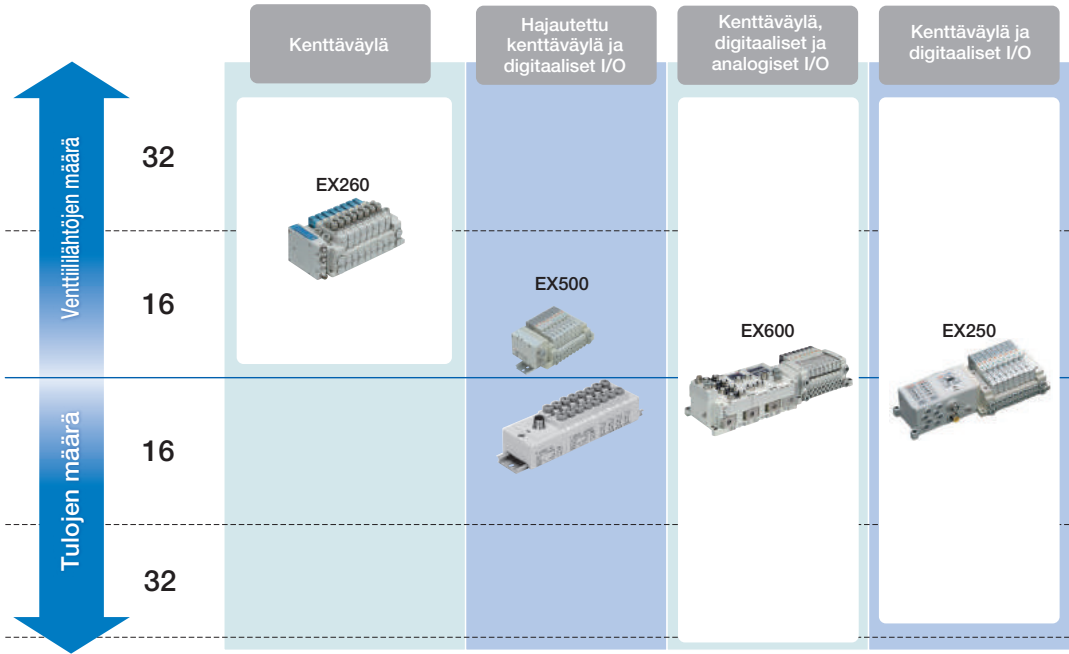 Kenttäväylä
Hajautettu
kenttäväylä ja
digitaaliset I/O
Kenttäväylä,
digitaaliset ja
analogiset I/O
Kenttäväylä ja
digitaaliset I/O
Venttiililähtöjen määrä
32
EX260
16
EX500
EX600
EX250
Tulojen määrä
16
32